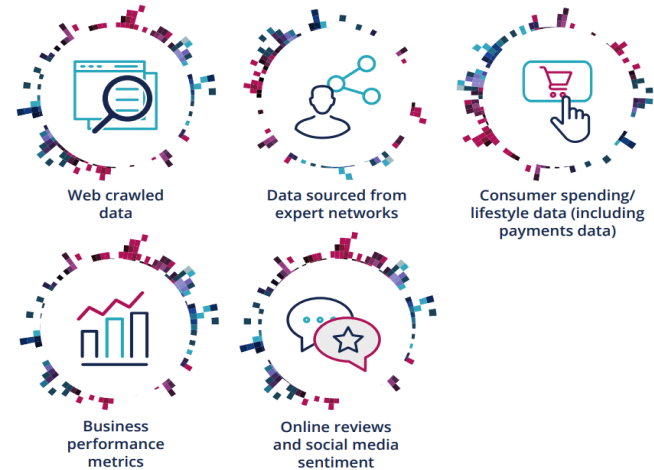 Web crawled
data
Data sourced from
expert networks
Consumer spending/
lifestyle data (including
payments data)
Business
performance
metrics
Online reviews
and social media
sentiment